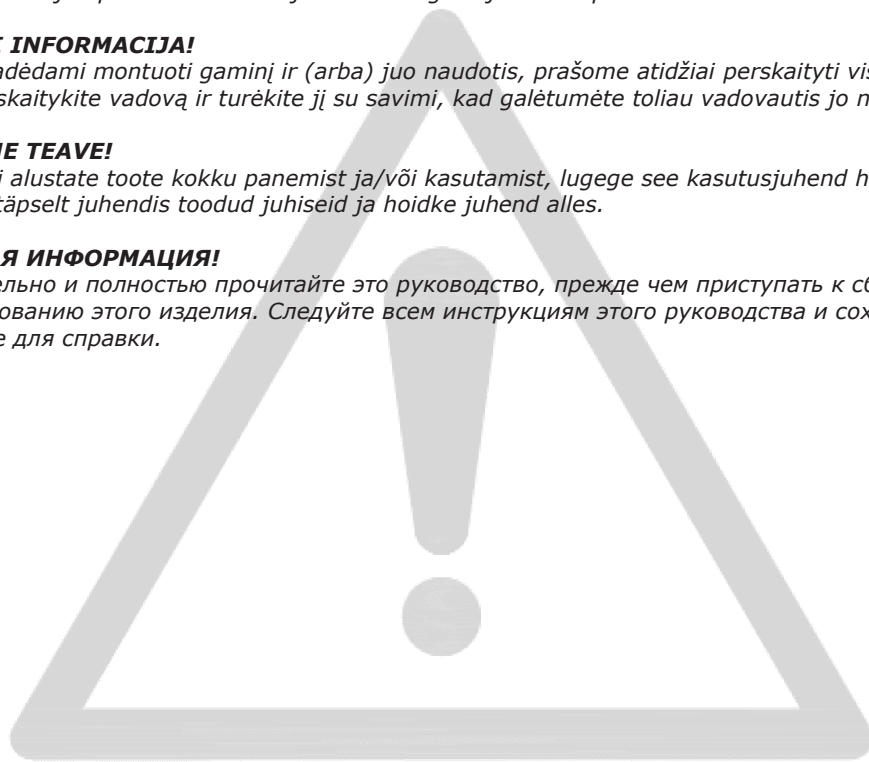 INFORMACIJA!
adėdami montuoti gaminį ir (arba) juo naudotis, prašome atidžiai perskaityti vis
skaitykite vadovą ir turėkite jį su savimi, kad galėtumėte toliau vadovautis jo n
E TEAVE!
i alustate toote kokku panemist ja/või kasutamist, lugege see kasutusjuhend h
täpselt juhendis toodud juhiseid ja hoidke juhend alles.
Я ИНФОРМАЦИЯ!
ельно и полностью прочитайте это руководство, прежде чем приступать к сб
ованию этого изделия. Следуйте всем инструкциям этого руководства и сох
е для справки.